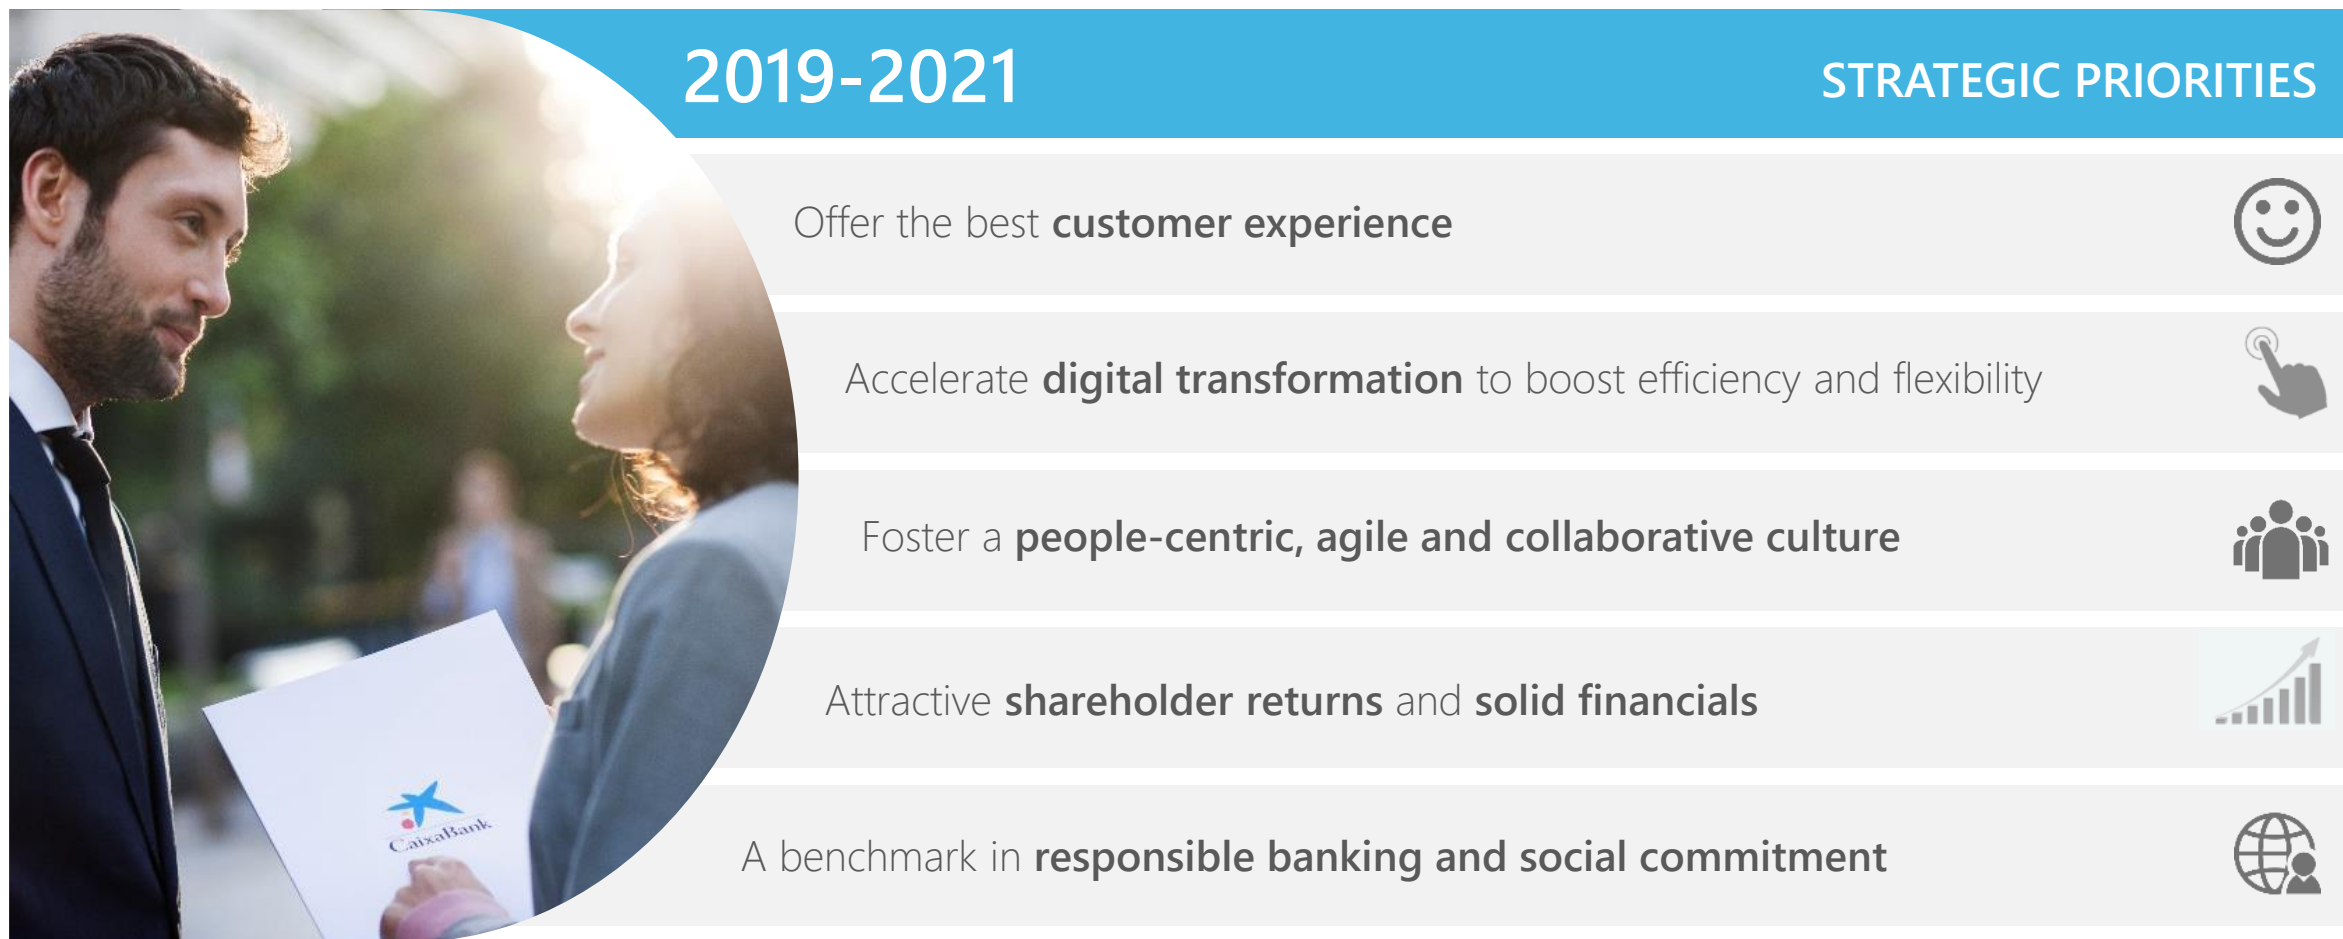 2019-2021
STRATEGIC PRIORITIES
Offer the best customer experience
Accelerate digital transformation to boost efficiency and flexibility
Foster a people-centric, agile and collaborative culture
Attractive shareholder returns and solid financials
A benchmark in responsible banking and social commitment
CaixaBank